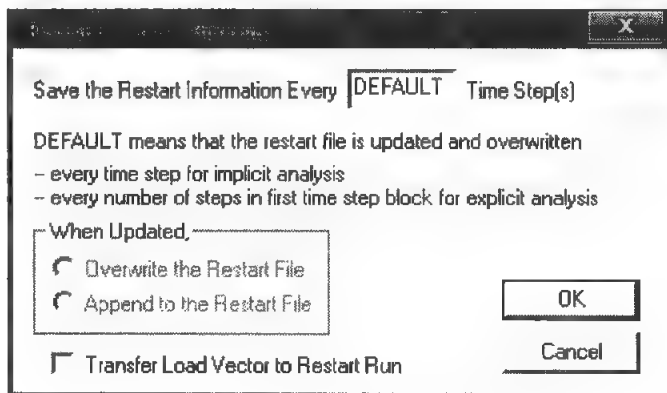 Save the Restart Information Every DEFAULT Time Step(s)
DEFAULT means that the restart file is updated and overwritten
- every time step for implicit analysis
- every number of steps in first time step block for explicit analysis
When Updated,
Overwrite the Restart File
Append to the Restart File
OK
Transfer Load Vector to Restart Run
Cancel